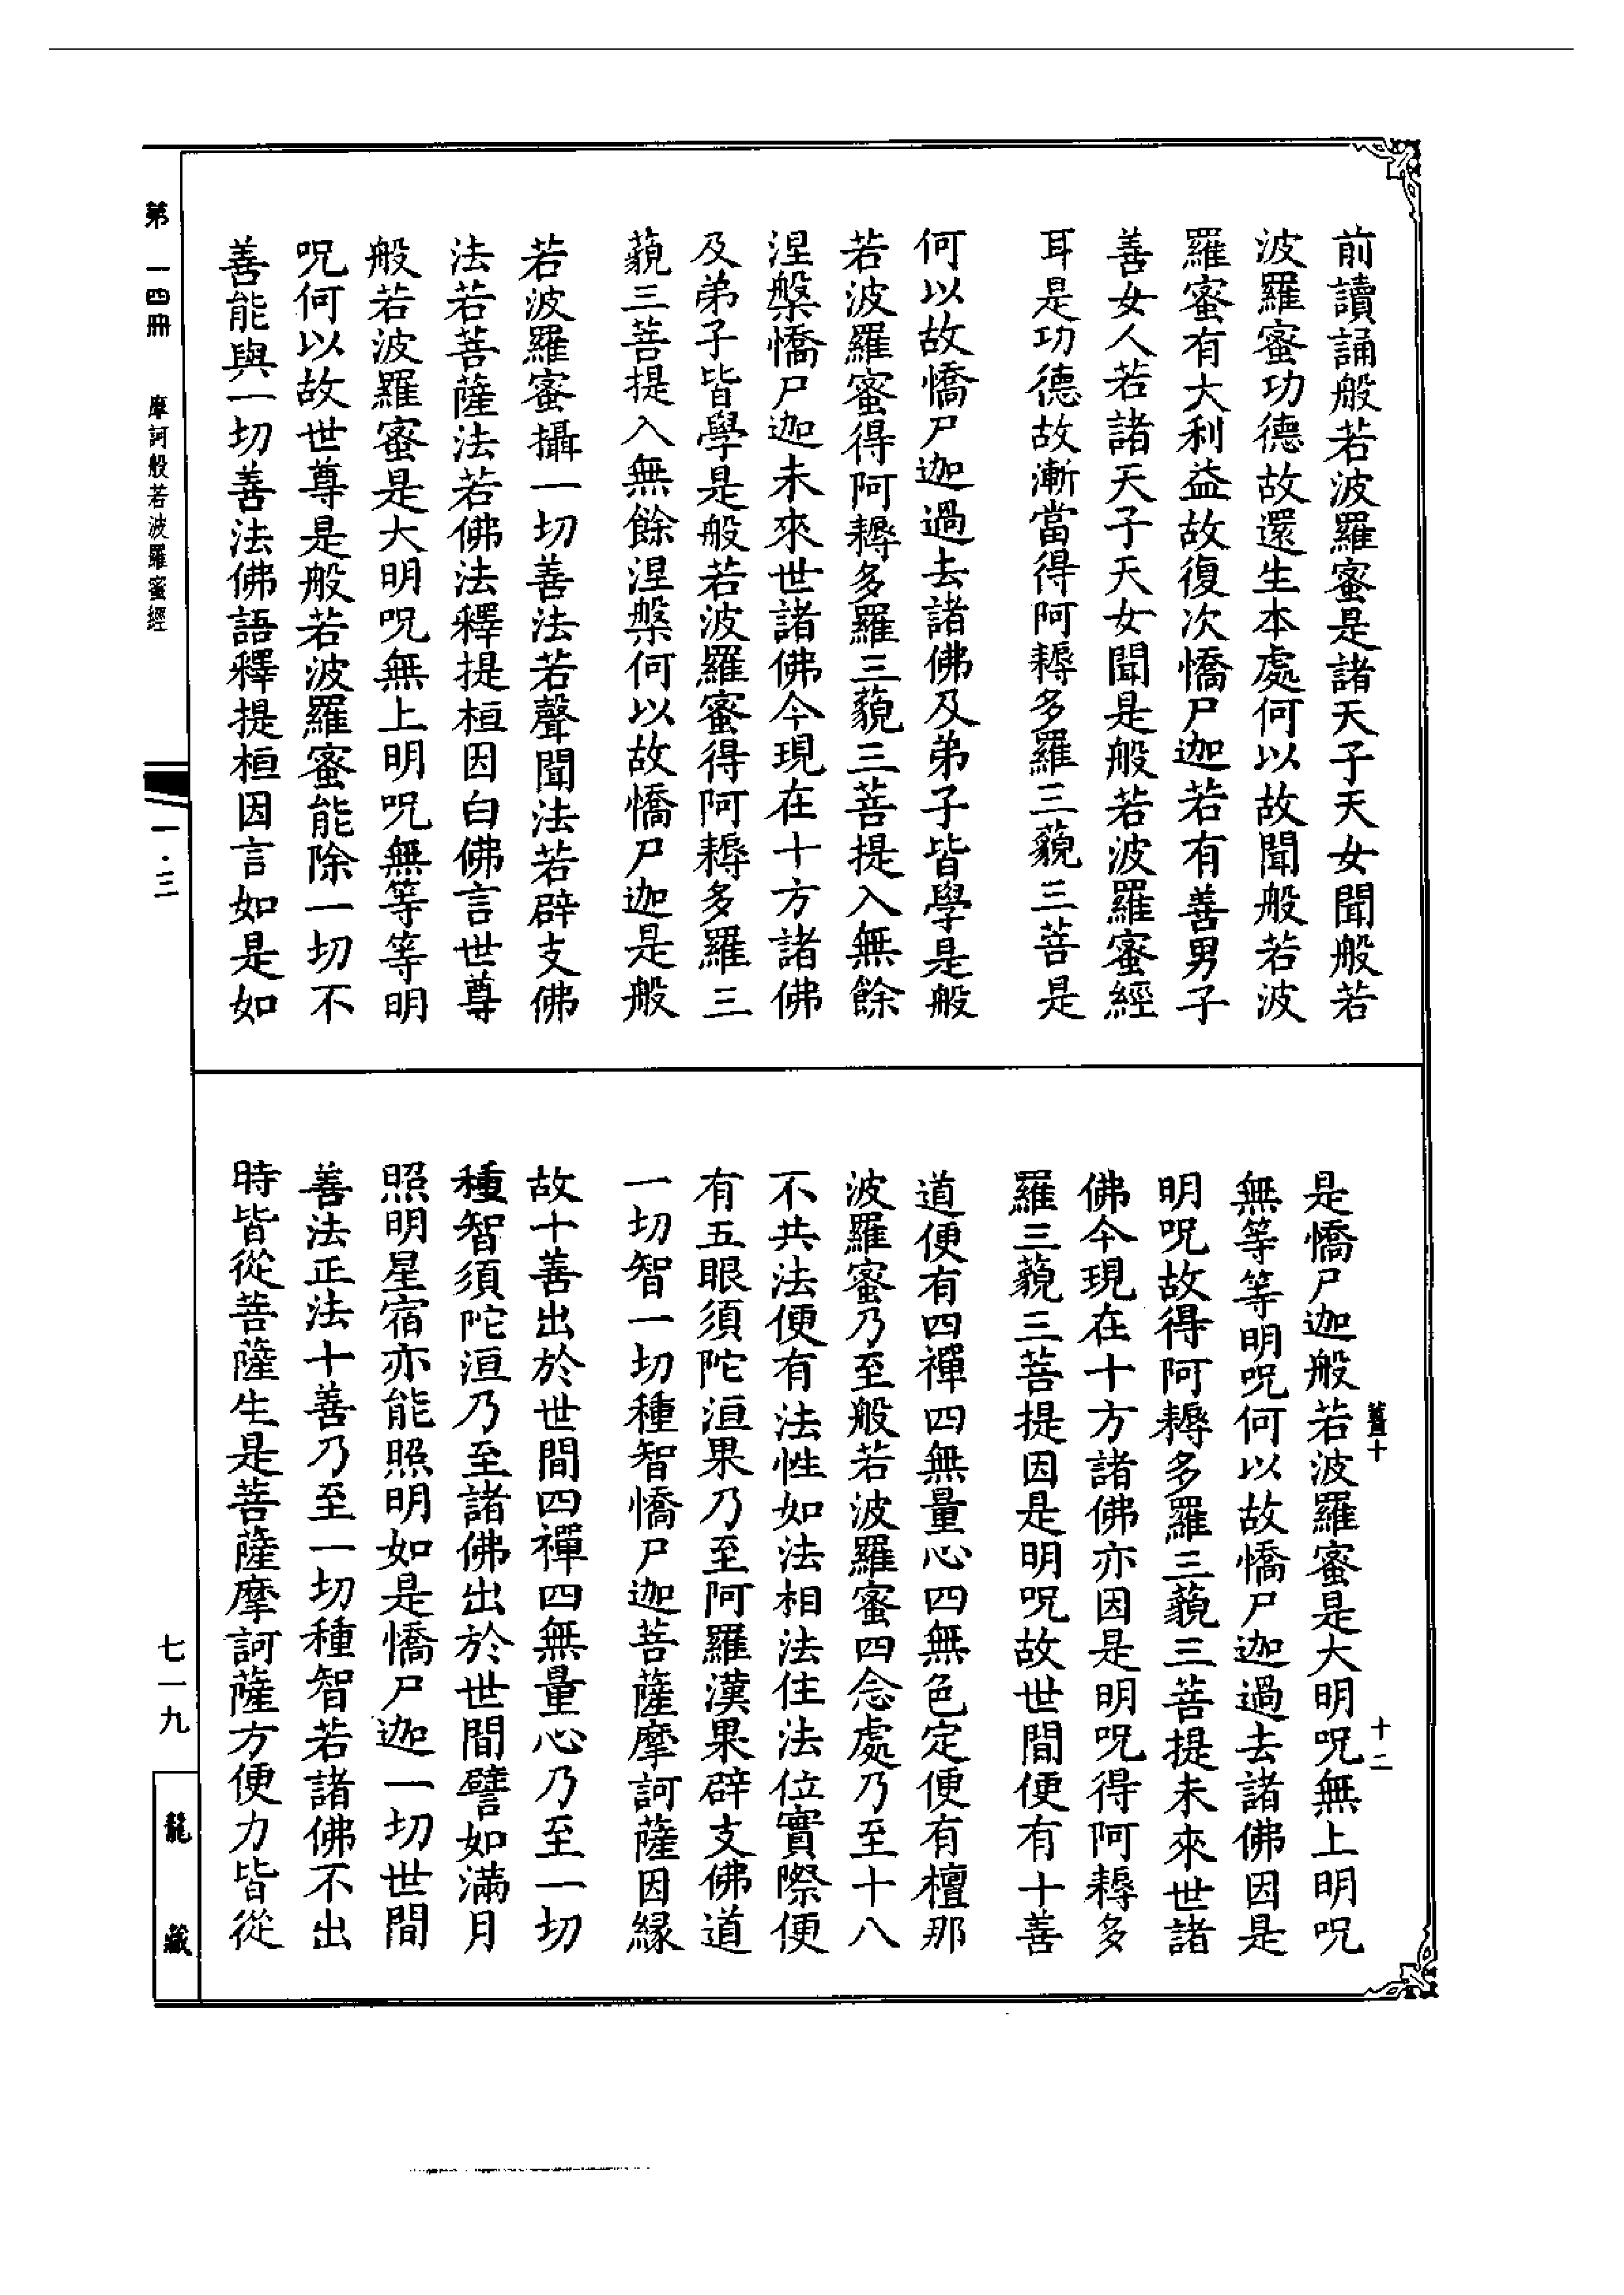 前讀誦般若波羅蜜是諸天子天女聞般若
波羅蜜功德故還生本處何以故聞般若波
羅蜜有大利益故復次憍尸迦若有善男子
善女人若諸天子天女聞是般若波羅蜜經
耳是功德故漸當得阿耨多羅三藐三菩是
何以故憍尸迦過去諸佛及弟子皆學是般
若波羅蜜得阿耨多羅三藐三菩提入無餘
涅槃憍尸迦未來世諸佛今現在十方諸佛
及弟子皆學是般若波羅蜜得阿耨多羅三
藐三菩提入無餘涅槃何以故憍尸迦是般
若波羅蜜攝一切善法若聲聞法若辟支佛
法若菩薩法若佛法釋提桓因白佛言世尊
般若波羅蜜是大明呪無上明呪無等等明
呪何以故世尊是般若波羅蜜能除一切不
善能與一切善法佛語釋提桓因言如是如
是憍尸迦般若波羅蜜是大明呪無上明呪
無等等明呪何以故憍尸迦過去諸佛因是
明呪故得阿耨多羅三藐三菩提未來世諸
佛今現在十方諸佛亦因是明呪得阿耨多
羅三藐三菩提因是明呪故世間便有十善
道便有四禪四無量心四無色定便有檀那
波羅蜜乃至般若波羅蜜四念處乃至十八
不共法便有法性如法相法住法位實際便
有五眼須陀洹果乃至阿羅漢果辟支佛道
一切智一切種智憍尸迦菩薩摩訶薩因緣
故十善出於世間四禪四無量心乃至一切
種智須陀洹乃至諸佛出於世間譬如滿月
照明星宿亦能照明如是憍尸迦一切世間
善法正法十善乃至一切種智若諸佛不出
時皆從菩薩生是菩薩摩訶薩方便力皆從
十二
第一四冊 摩訶般若波羅蜜經
一·三
七一九
龍藏